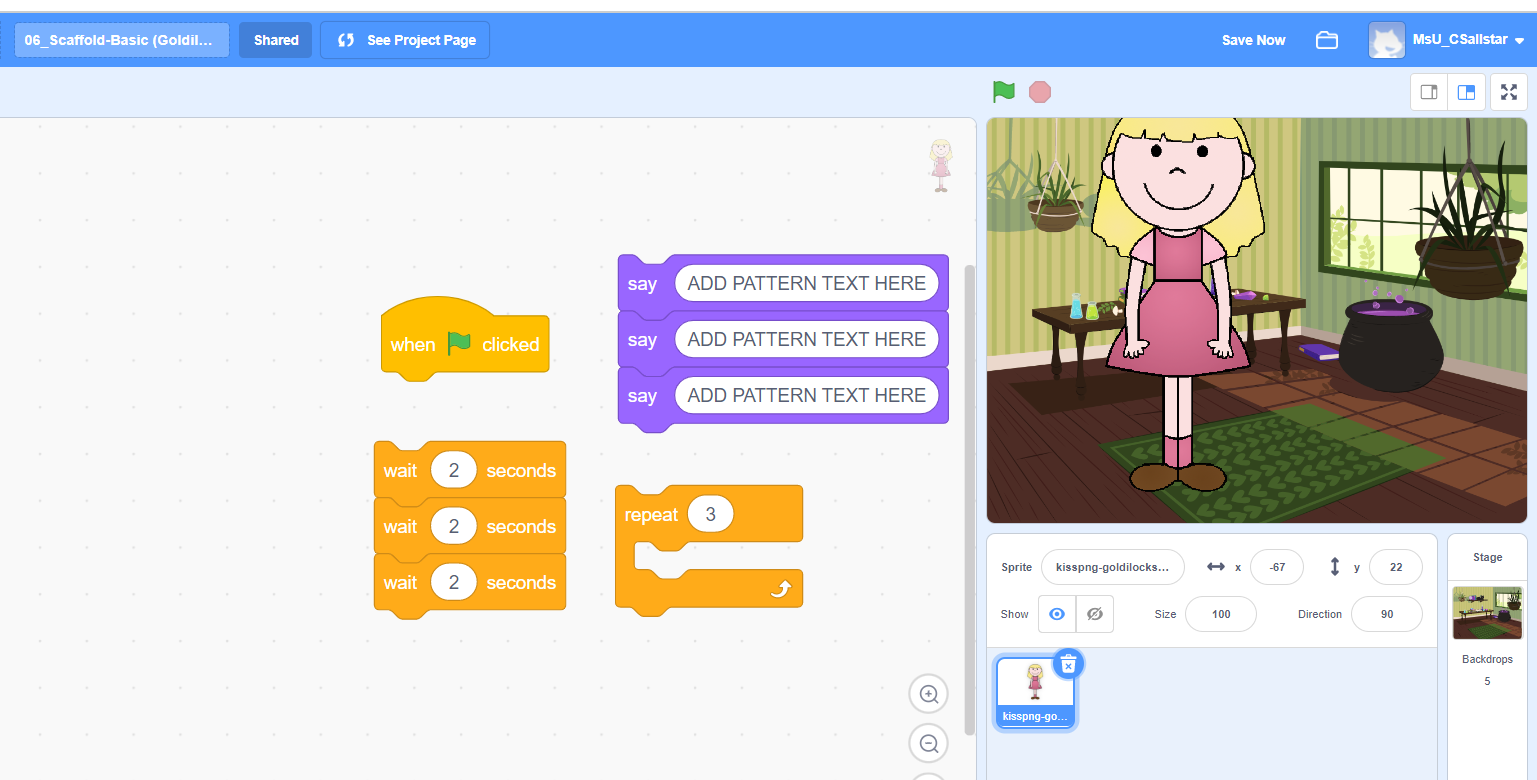 06_Scaffold-Basic (Goldil...
Shared
See Project Page
Save Now
MsU_CSallstar
when clicked
say ADD PATTERN TEXT HERE
say ADD PATTERN TEXT HERE
say ADD PATTERN TEXT HERE
wait 2 seconds
wait 2 seconds
wait 2 seconds
repeat 3
Sprite kisspng-goldilocks... x -67 y 22
Show Size 100 Direction 90
kisspng-go...
Stage
Backdrops
5